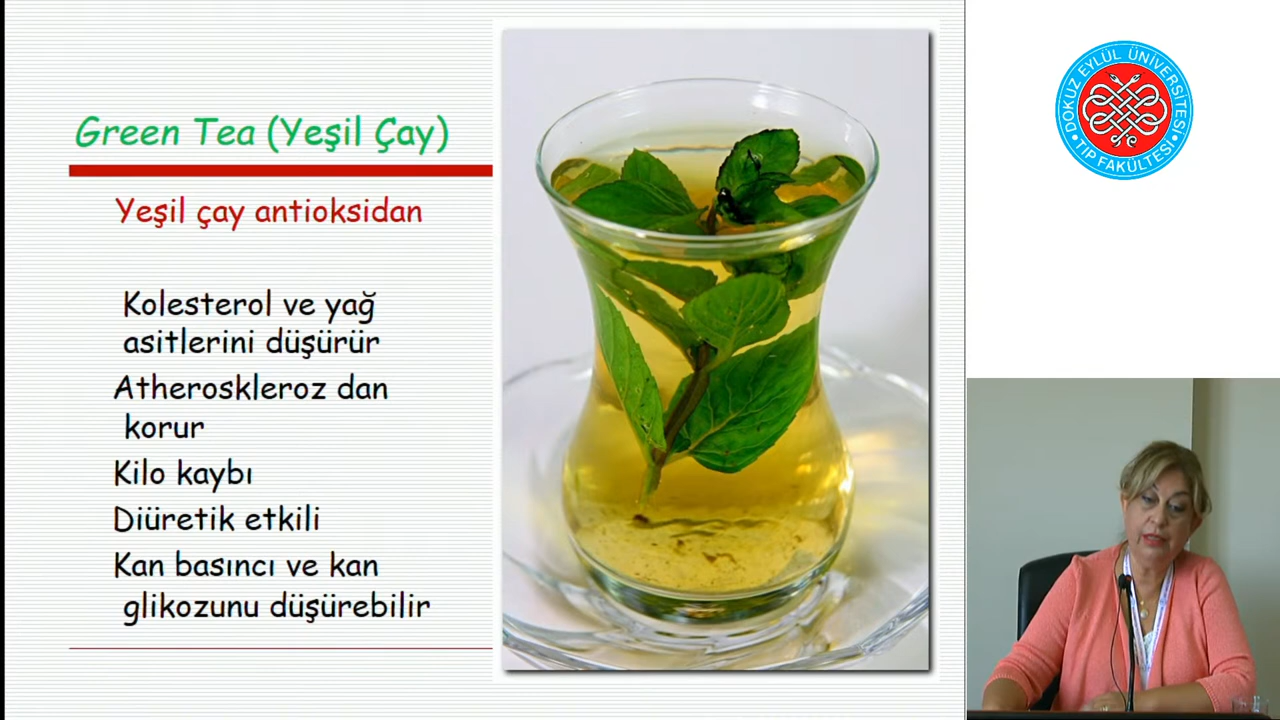 Green Tea (Yeşil Çay)
Yeşil çay antioksidan
Kolesterol ve yağ
asitlerini düşürür
Atheroskleroz dan
korur
Kilo kaybı
Diüretik etkili
Kan basıncı ve kan
glikozunu düşürebilir
DOKUZ EYLÜL ÜNİVERSİTESİ
TIP FAKÜLTESİ